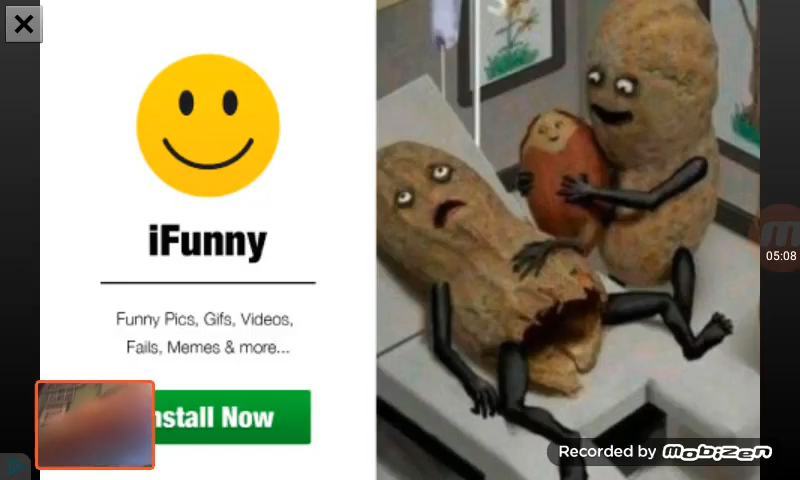 iFunny
Funny Pics, Gifs, Videos,
Fails, Memes & more...
nstall Now
05:08
Recorded by mobizen